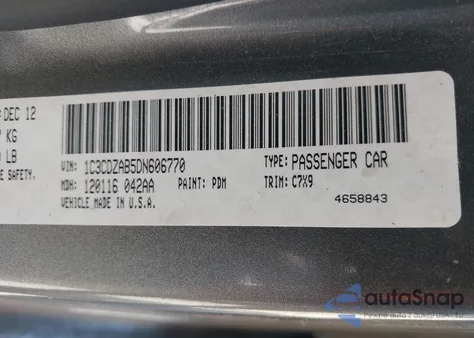 DEC 12
KG
LB
E SAFETY.
VIN: 1C3CDZAB5DN606770
TYPE: PASSENGER CAR
MDH: 120116 042AA
PAINT: PDM
TRIM: C7X9
VEHICLE MADE IN U.S.A.
4658843
autoSnap